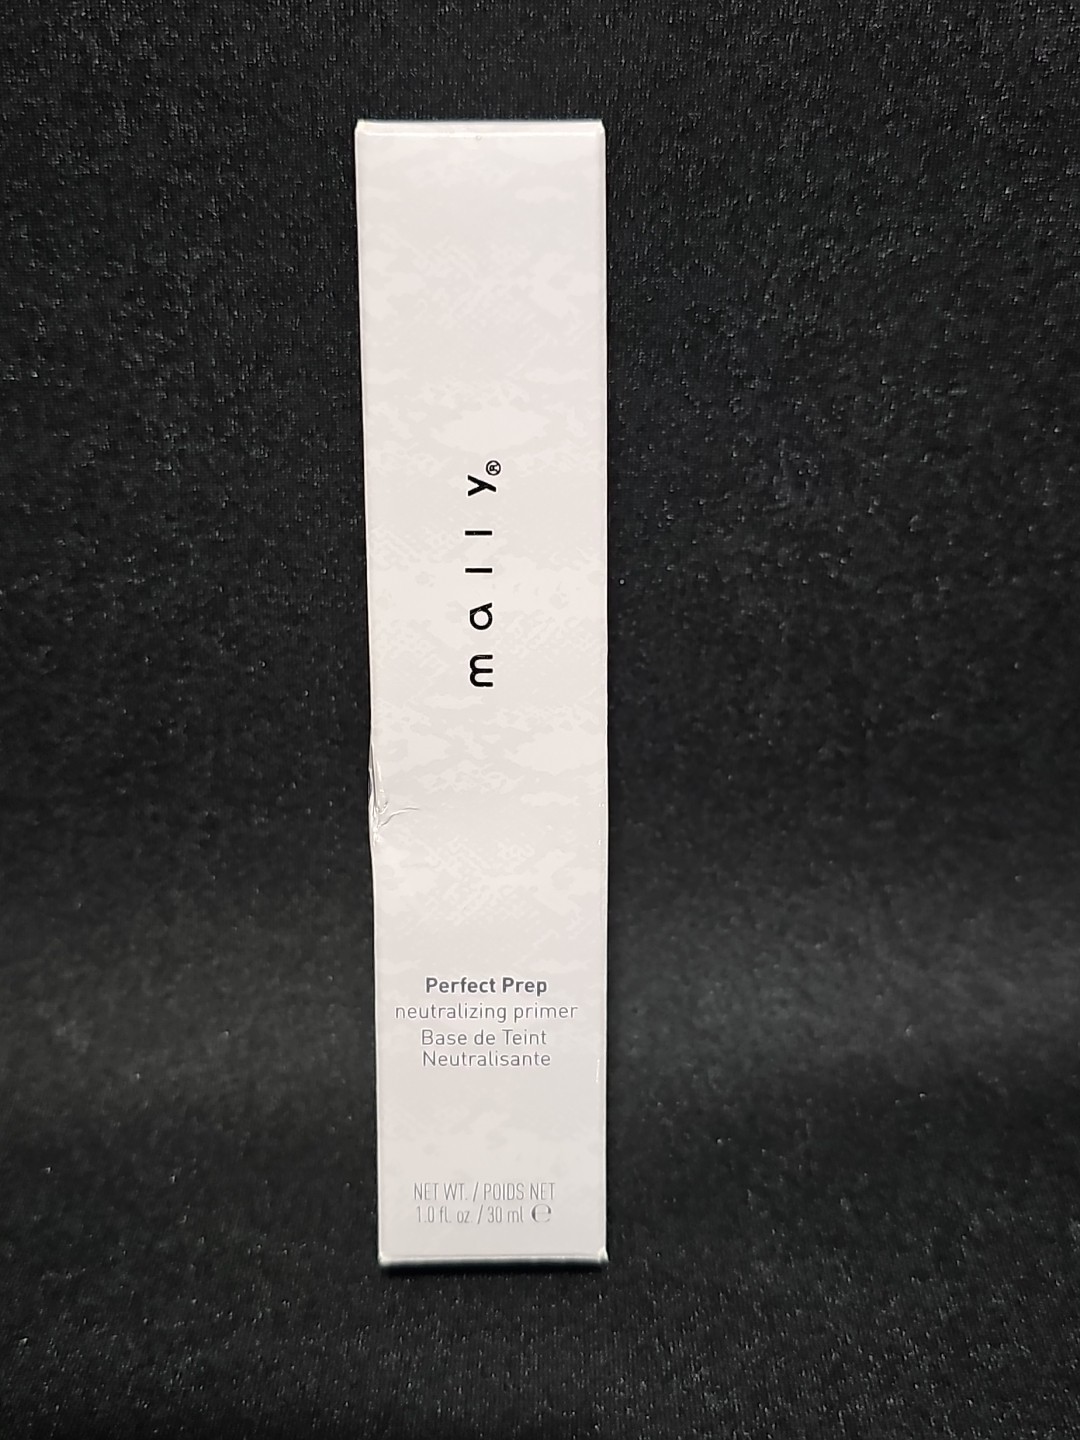 mally®
Perfect Prep
neutralizing primer
Base de Teint
Neutralisante
NET WT. / POIDS NET
1.0 fl. oz. / 30 ml ℮